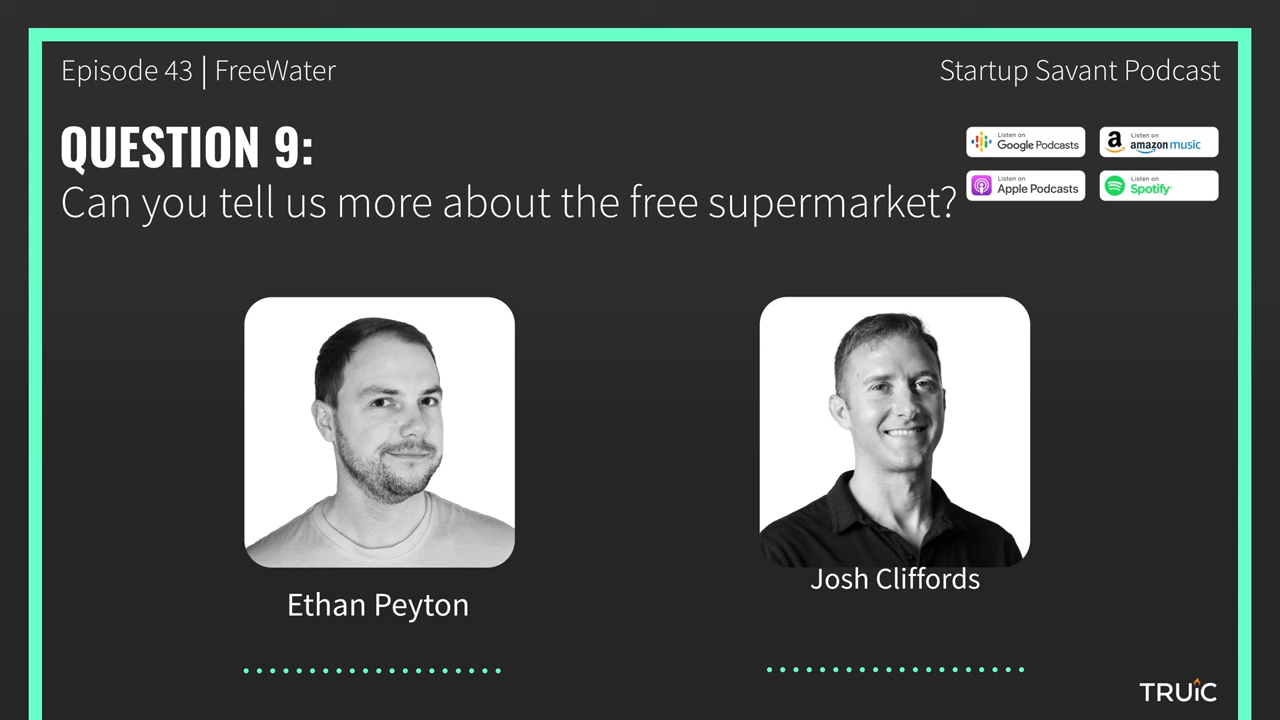 Episode 43 | FreeWater
Startup Savant Podcast
QUESTION 9:
Can you tell us more about the free supermarket?
Listen on
Google Podcasts
Listen on
amazon music
Listen on
Apple Podcasts
Listen on
Spotify
Ethan Peyton
Josh Cliffords
TRUiC